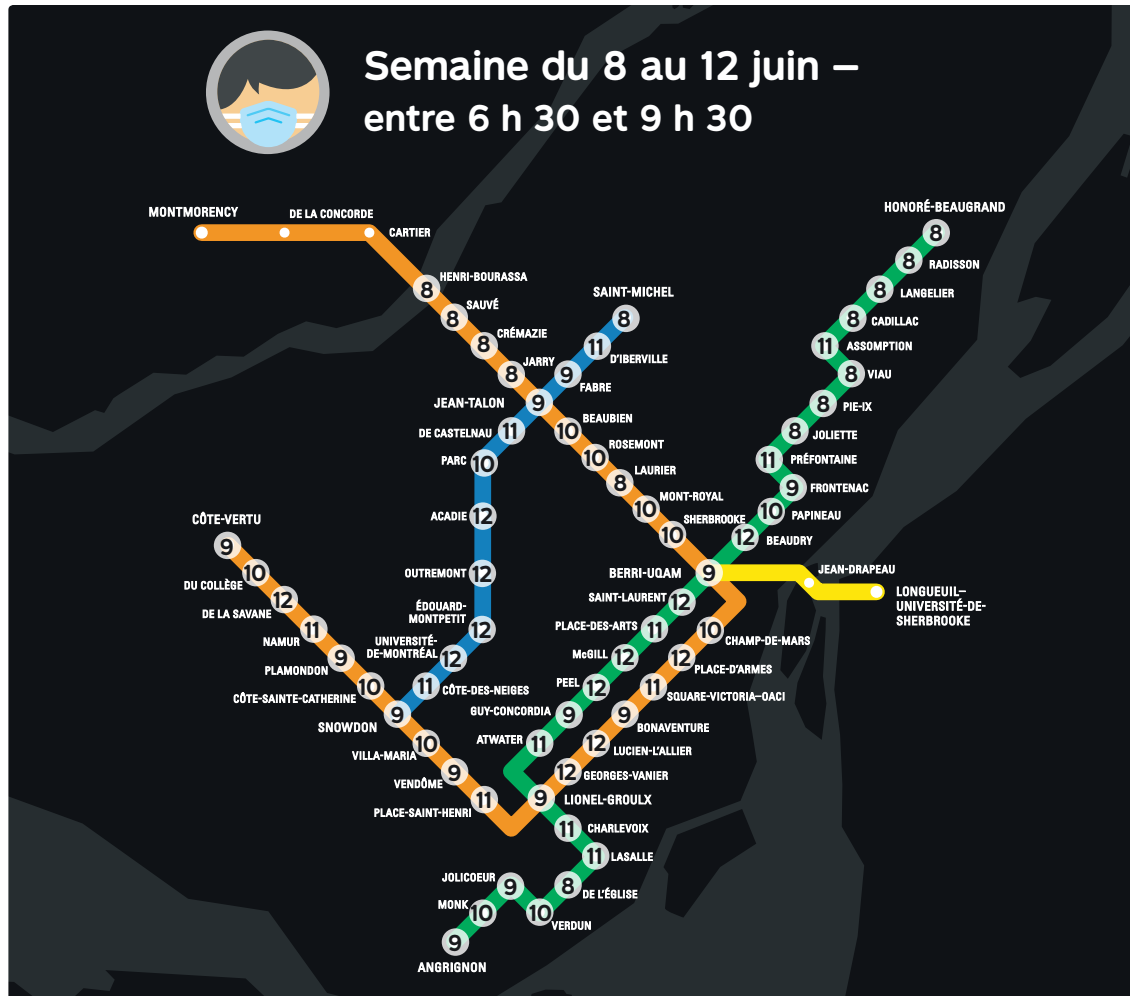 Semaine du 8 au 12 juin –
entre 6 h 30 et 9 h 30
HONORÉ-BEAUGRAND
MONTMORENCY
DE LA CONCORDE
CARTIER
8
RADISSON
8
HENRI-BOURASSA
8
LANGELIER
8
SAINT-MICHEL
SAUVÉ
8
8
CADILLAC
8
CRÉMAZIE
8
11
D'IBERVILLE
11
ASSOMPTION
JARRY
8
9
FABRE
8
VIAU
JEAN-TALON
9
8
PIE-IX
BEAUBIEN
10
DE CASTELNAU
11
8
JOLIETTE
ROSEMONT
10
PARC
10
11
PRÉFONTAINE
LAURIER
8
9
FRONTENAC
MONT-ROYAL
10
10
PAPINEAU
ACADIE
12
SHERBROOKE
10
12
BEAUDRY
CÔTE-VERTU
9
BERRI-UQAM
9
JEAN-DRAPEAU
LONGUEUIL–
UNIVERSITÉ-DE-
SHERBROOKE
OUTREMONT
12
DU COLLÈGE
10
DE LA SAVANE
12
SAINT-LAURENT
12
ÉDOUARD-
MONTPETIT
12
NAMUR
11
PLACE-DES-ARTS
11
10
CHAMP-DE-MARS
UNIVERSITÉ-
DE-MONTRÉAL
12
PLAMONDON
9
McGILL
12
12
PLACE-D'ARMES
CÔTE-SAINTE-CATHERINE
10
11
CÔTE-DES-NEIGES
PEEL
12
11
SQUARE-VICTORIA–OACI
SNOWDON
9
GUY-CONCORDIA
9
9
BONAVENTURE
VILLA-MARIA
10
ATWATER
11
12
LUCIEN-L'ALLIER
VENDÔME
9
12
GEORGES-VANIER
PLACE-SAINT-HENRI
11
9
LIONEL-GROULX
11
CHARLEVOIX
11
LASALLE
JOLICOEUR
9
8
DE L'ÉGLISE
MONK
10
10
VERDUN
9
ANGRIGNON